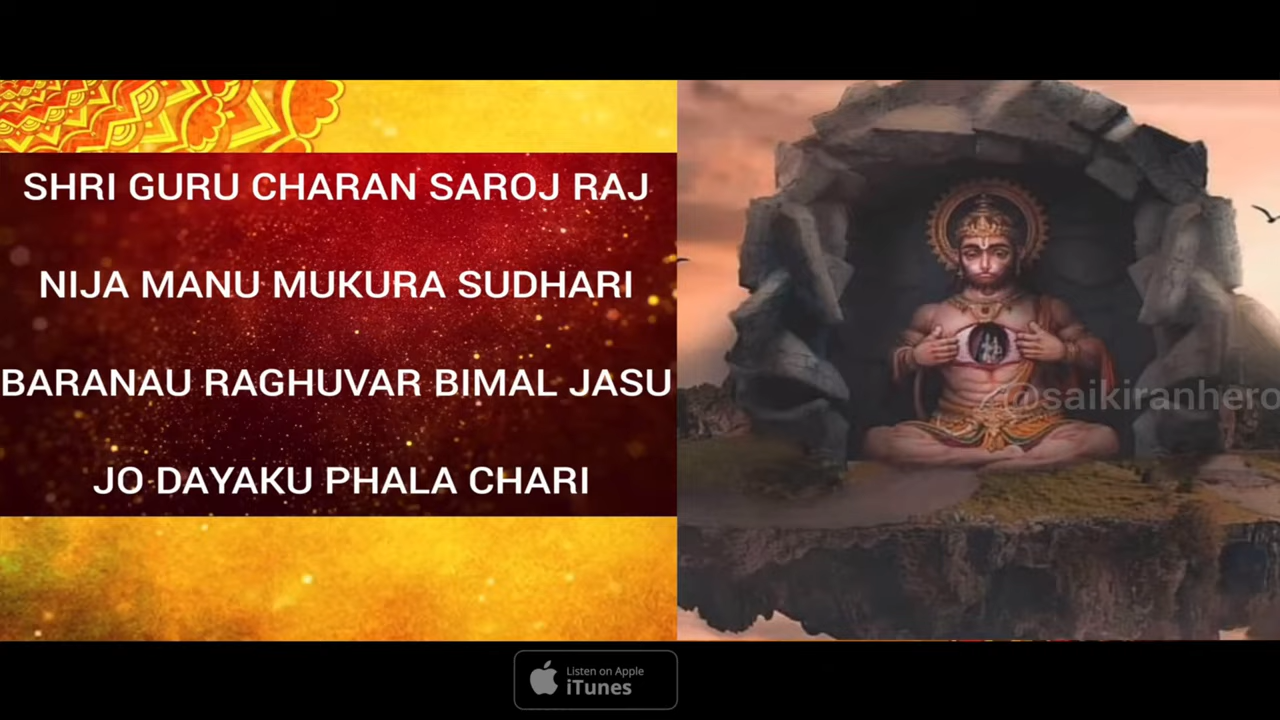 SHRI GURU CHARAN SAROJ RAJ
NIJA MANU MUKURA SUDHARI
BARANAU RAGHUVAR BIMAL JASU
JO DAYAKU PHALA CHARI
@saikiranhero
Listen on Apple
iTunes